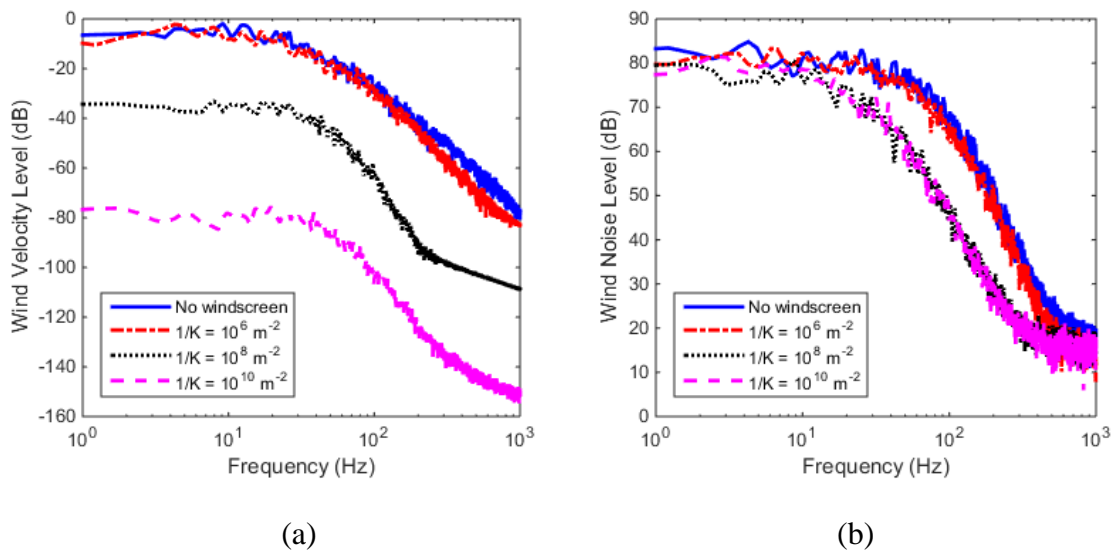 0
-20
-40
-60
-80
-100
-120
-140
-160
Wind Velocity Level (dB)
No windscreen
1/K = 10^6 m^-2
1/K = 10^8 m^-2
1/K = 10^10 m^-2
10^0
10^1
10^2
10^3
Frequency (Hz)
(a)
90
80
70
60
50
40
30
20
10
0
Wind Noise Level (dB)
No windscreen
1/K = 10^6 m^-2
1/K = 10^8 m^-2
1/K = 10^10 m^-2
10^0
10^1
10^2
10^3
Frequency (Hz)
(b)